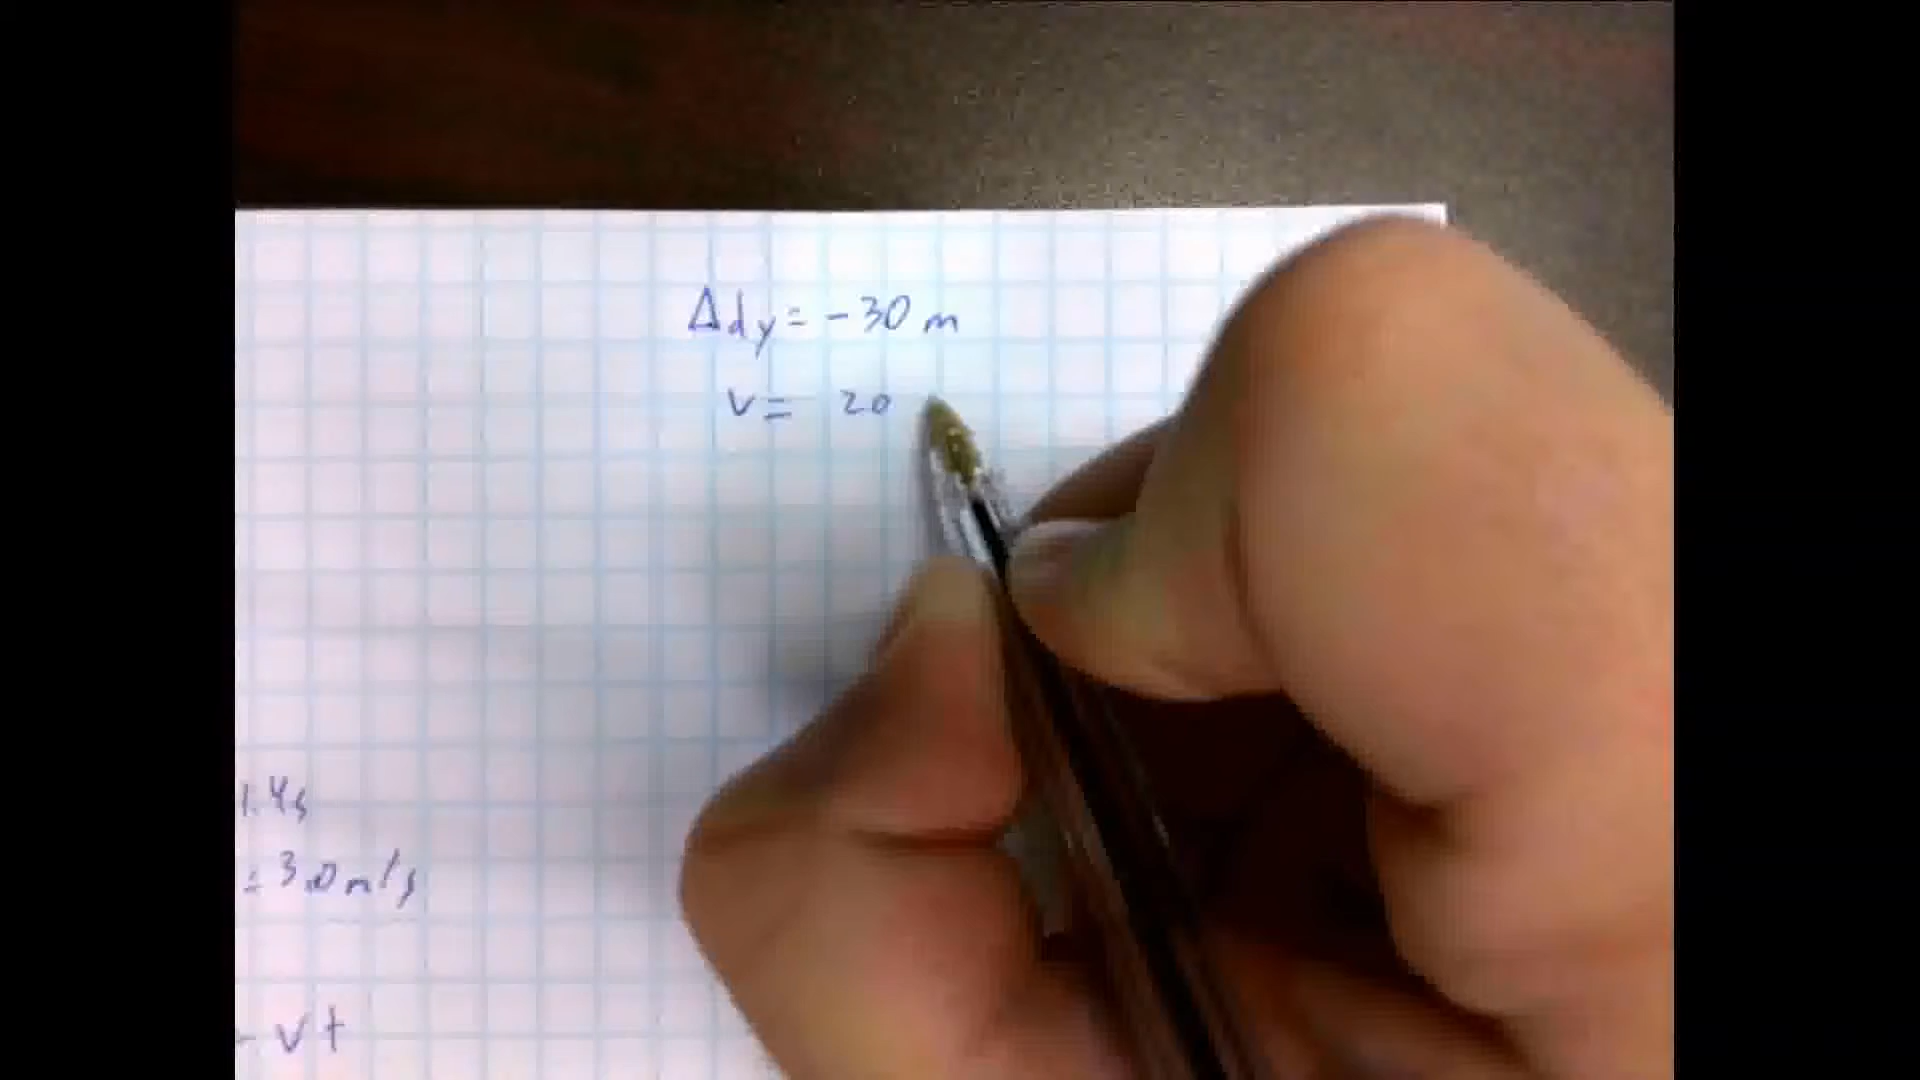 Δdy = -30 m
v = 20
1.4s
= 3.0 m/s
- vt